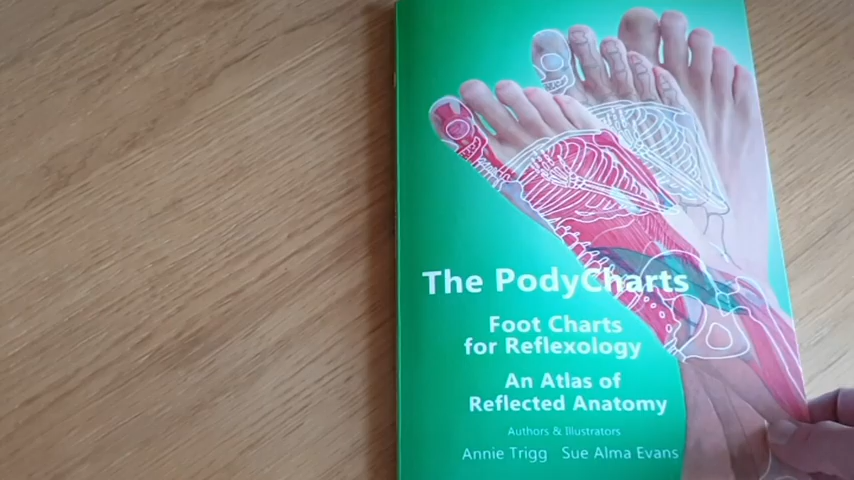 The PodyCharts
Foot Charts
for Reflexology
An Atlas of
Reflected Anatomy
Authors & Illustrators
Annie Trigg Sue Alma Evans